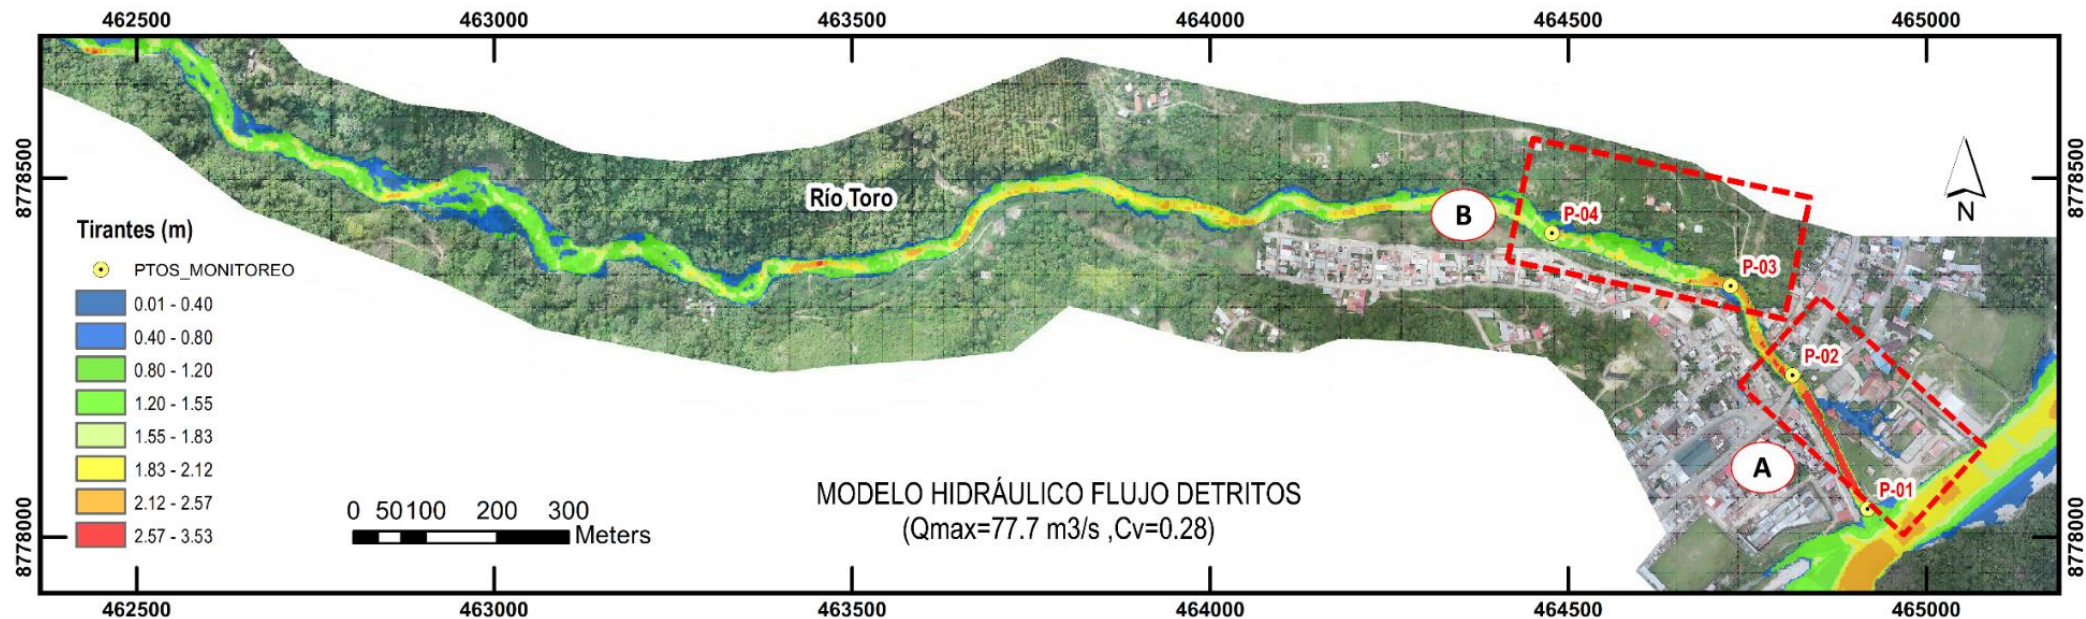 462500 463000 463500 464000 464500 465000
8778500
8778500
Río Toro
B
P-04
P-03
P-02
A
P-01
N
Tirantes (m)
PTOS_MONITOREO
0.01 - 0.40
0.40 - 0.80
0.80 - 1.20
1.20 - 1.55
1.55 - 1.83
1.83 - 2.12
2.12 - 2.57
2.57 - 3.53
0 50 100 200 300
Meters
MODELO HIDRÁULICO FLUJO DETRITOS
(Qmax=77.7 m3/s ,Cv=0.28)
8778000
8778000
462500 463000 463500 464000 464500 465000